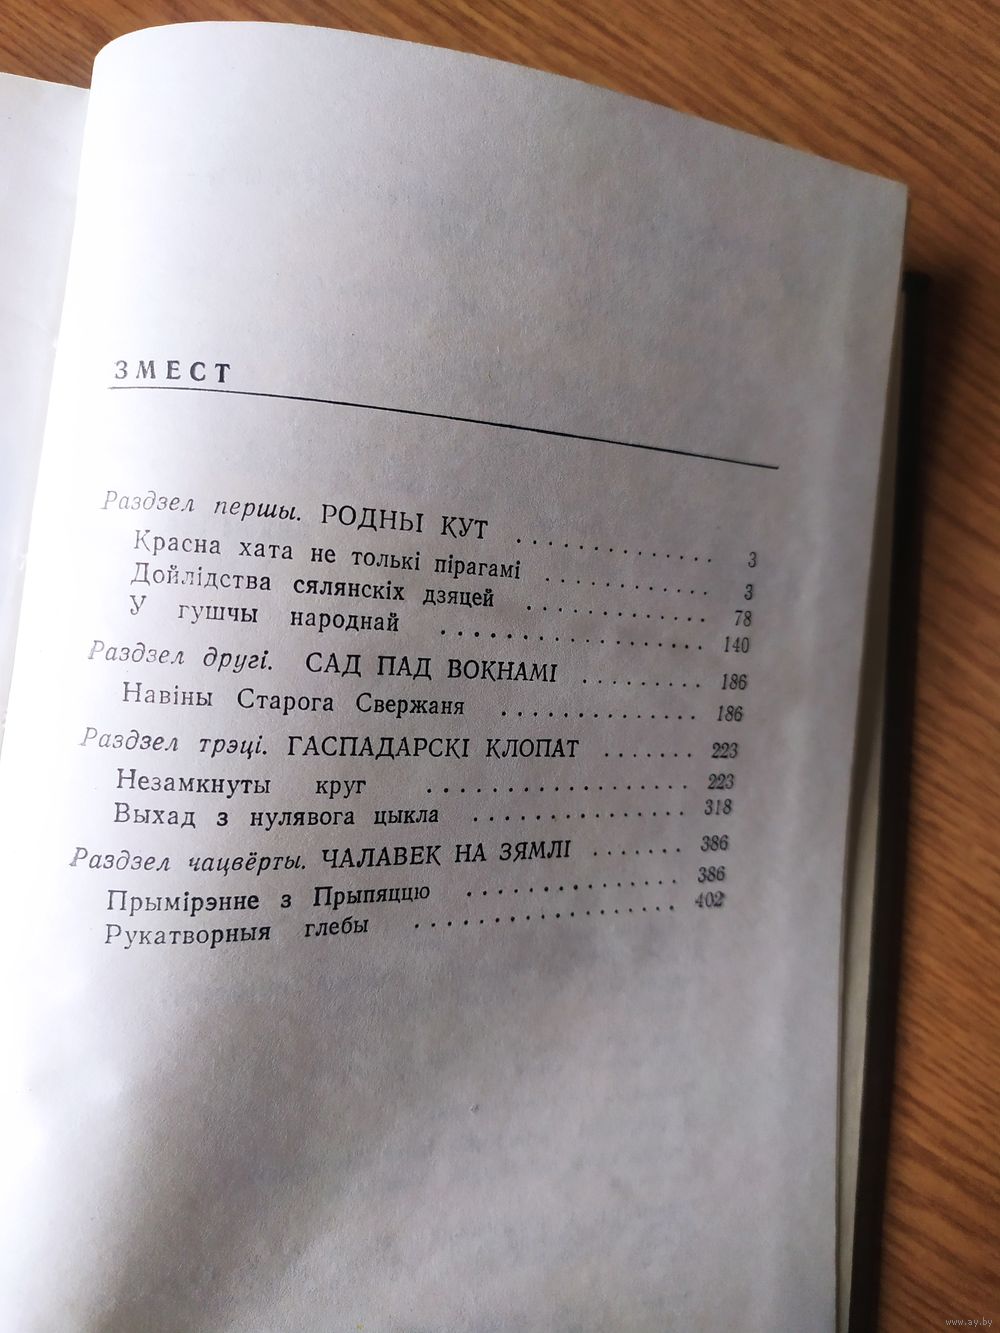 ЗМЕСТ
Раздзел першы. РОДНЫ КУТ . . . . . . . . . . . . . . 3
Красна хата не толькі пірагамі . . . . . . . . . . . . 3
Дойлідства сялянскіх дзяцей . . . . . . . . . . . . . 78
У гушчы народнай . . . . . . . . . . . . . . . . . . 140
Раздзел другі. САД ПАД ВОКНАМІ . . . . . . . . . 186
Навіны Старога Свержаня . . . . . . . . . . . . . . 186
Раздзел трэці. ГАСПАДАРСКІ КЛОПАТ . . . . . . . 223
Незамкнуты круг . . . . . . . . . . . . . . . . . . 223
Выхад з нулявога цыкла . . . . . . . . . . . . . . . 318
Раздзел чацвёрты. ЧАЛАВЕК НА ЗЯМЛІ . . . . . . . 386
Прымірэнне з Прыпяццю . . . . . . . . . . . . . . . 386
Рукатворныя глебы . . . . . . . . . . . . . . . . . . 402
www.ay.by